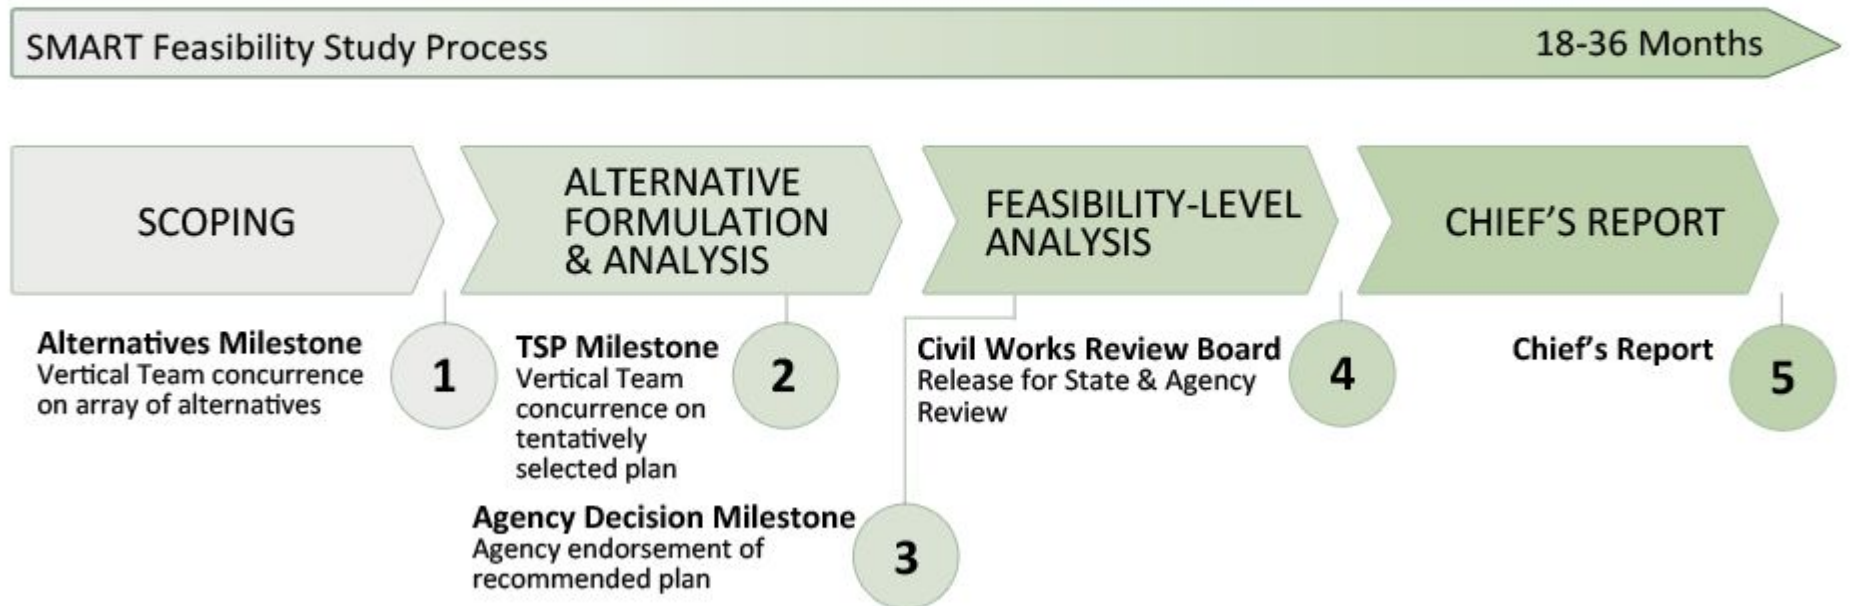 SMART Feasibility Study Process
18-36 Months
SCOPING
ALTERNATIVE
FORMULATION
& ANALYSIS
FEASIBILITY-LEVEL
ANALYSIS
CHIEF'S REPORT
Alternatives Milestone
Vertical Team concurrence
on array of alternatives
1
TSP Milestone
Vertical Team
concurrence on
tentatively
selected plan
2
Agency Decision Milestone
Agency endorsement of
recommended plan
3
Civil Works Review Board
Release for State & Agency
Review
4
Chief's Report
5